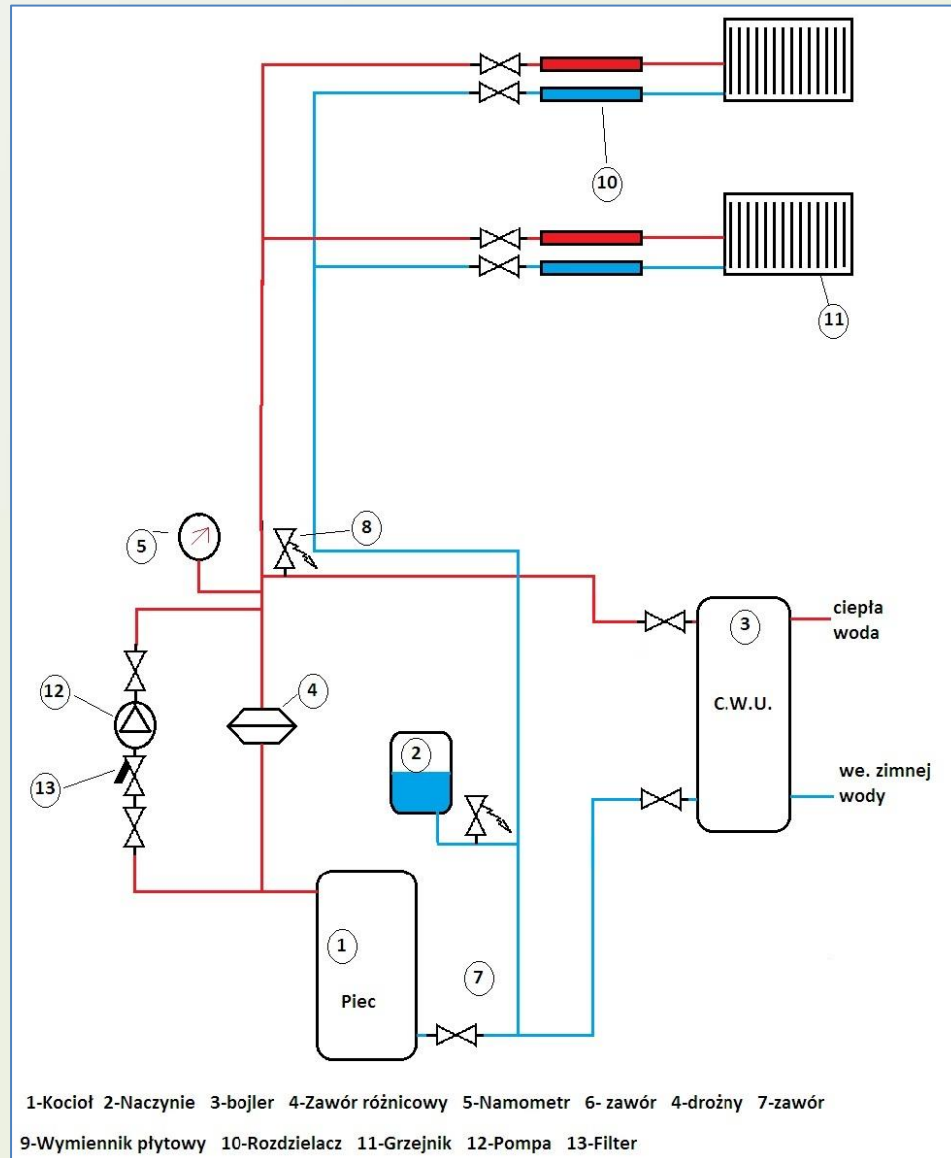 10
11
5
8
ciepła
woda
3
C.W.U.
12
4
2
we. zimnej
wody
13
1
Piec
7
1-Kocioł 2-Naczynie 3-bojler 4-Zawór różnicowy 5-Namometr 6- zawór 4-drożny 7-zawór
9-Wymiennik płytowy 10-Rozdzielacz 11-Grzejnik 12-Pompa 13-Filter